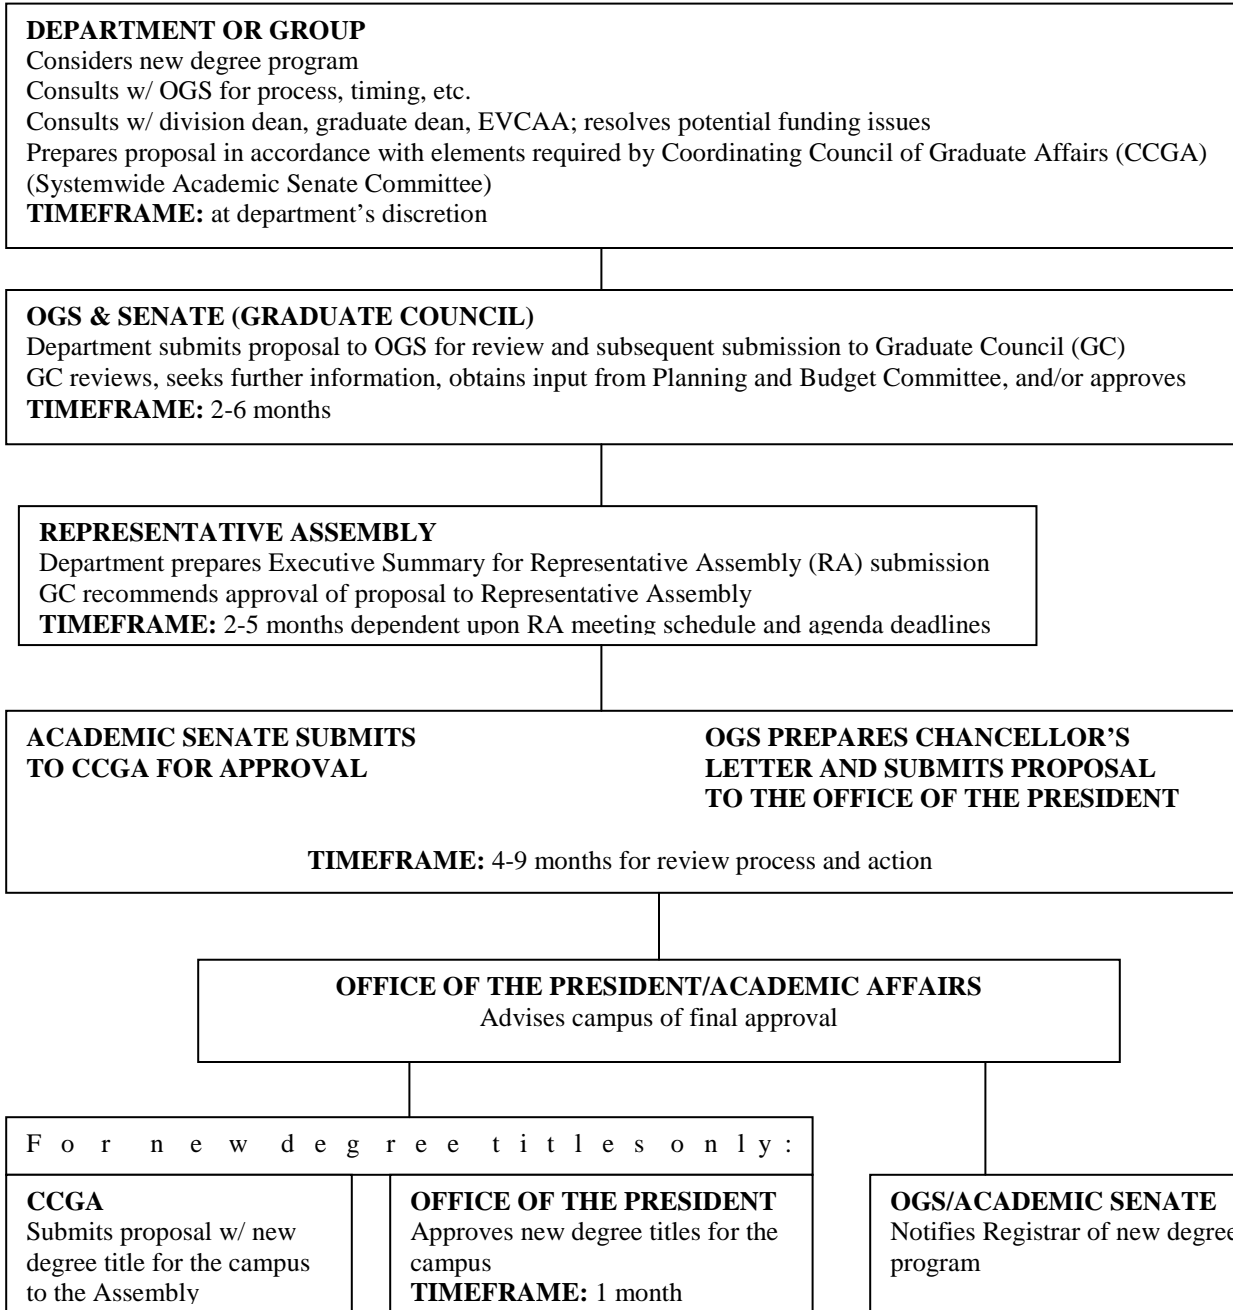 DEPARTMENT OR GROUP
Considers new degree program
Consults w/ OGS for process, timing, etc.
Consults w/ division dean, graduate dean, EVCAA; resolves potential funding issues
Prepares proposal in accordance with elements required by Coordinating Council of Graduate Affairs (CCGA)
(Systemwide Academic Senate Committee)
TIMEFRAME: at department’s discretion
OGS & SENATE (GRADUATE COUNCIL)
Department submits proposal to OGS for review and subsequent submission to Graduate Council (GC)
GC reviews, seeks further information, obtains input from Planning and Budget Committee, and/or approves
TIMEFRAME: 2-6 months
REPRESENTATIVE ASSEMBLY
Department prepares Executive Summary for Representative Assembly (RA) submission
GC recommends approval of proposal to Representative Assembly
TIMEFRAME: 2-5 months dependent upon RA meeting schedule and agenda deadlines
ACADEMIC SENATE SUBMITS
TO CCGA FOR APPROVAL
OGS PREPARES CHANCELLOR’S
LETTER AND SUBMITS PROPOSAL
TO THE OFFICE OF THE PRESIDENT
TIMEFRAME: 4-9 months for review process and action
OFFICE OF THE PRESIDENT/ACADEMIC AFFAIRS
Advises campus of final approval
For new degree titles only:
CCGA
Submits proposal w/ new
degree title for the campus
to the Assembly
OFFICE OF THE PRESIDENT
Approves new degree titles for the
campus
TIMEFRAME: 1 month
OGS/ACADEMIC SENATE
Notifies Registrar of new degree
program